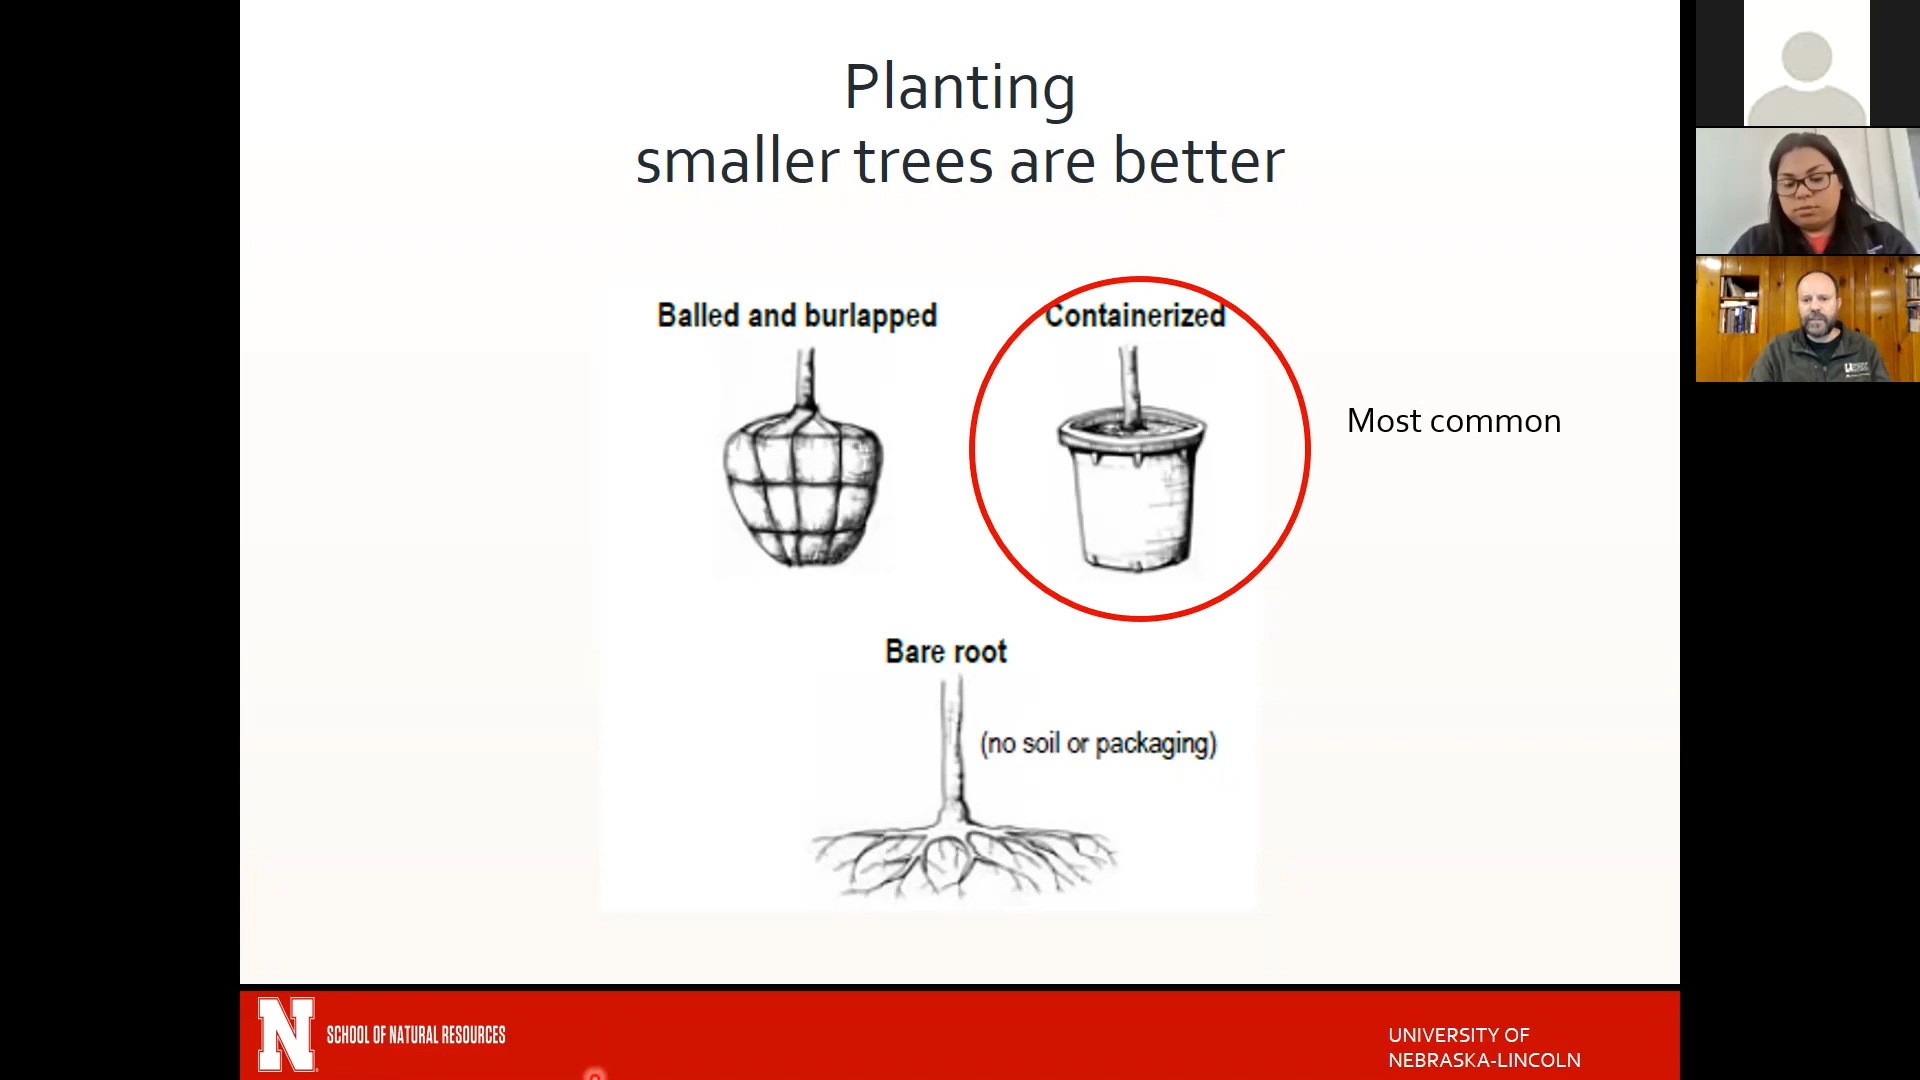 Planting
smaller trees are better
Balled and burlapped
Containerized
Most common
Bare root
(no soil or packaging)
N SCHOOL OF NATURAL RESOURCES
UNIVERSITY OF
NEBRASKA-LINCOLN